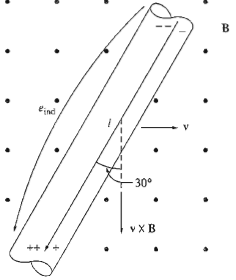 – – –
B
e_ind
i
v
30°
v X B
++ +